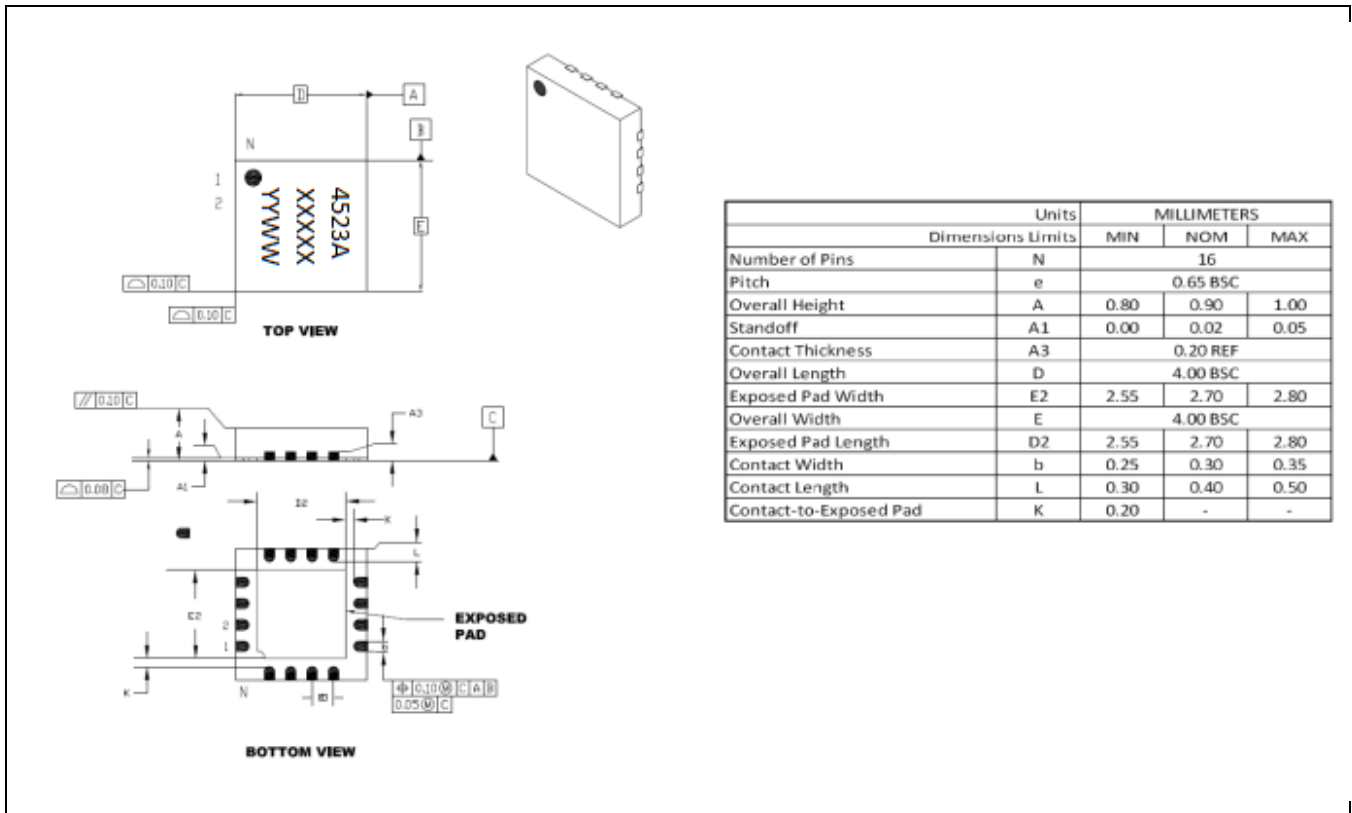 D
A
B
N
1
2
4523A
XXXXX
YYWW
E
0.10 C
0.10 C
TOP VIEW
// 0.10 C
A3
C
A
0.08 C
A1
D2
K
L
E2
EXPOSED
PAD
2
1
K
N
0.10 Ⓜ C A B
0.05 Ⓜ C
BOTTOM VIEW
Units MILLIMETERS
Dimensions Limits MIN NOM MAX
Number of Pins N 16
Pitch e 0.65 BSC
Overall Height A 0.80 0.90 1.00
Standoff A1 0.00 0.02 0.05
Contact Thickness A3 0.20 REF
Overall Length D 4.00 BSC
Exposed Pad Width E2 2.55 2.70 2.80
Overall Width E 4.00 BSC
Exposed Pad Length D2 2.55 2.70 2.80
Contact Width b 0.25 0.30 0.35
Contact Length L 0.30 0.40 0.50
Contact-to-Exposed Pad K 0.20 - -